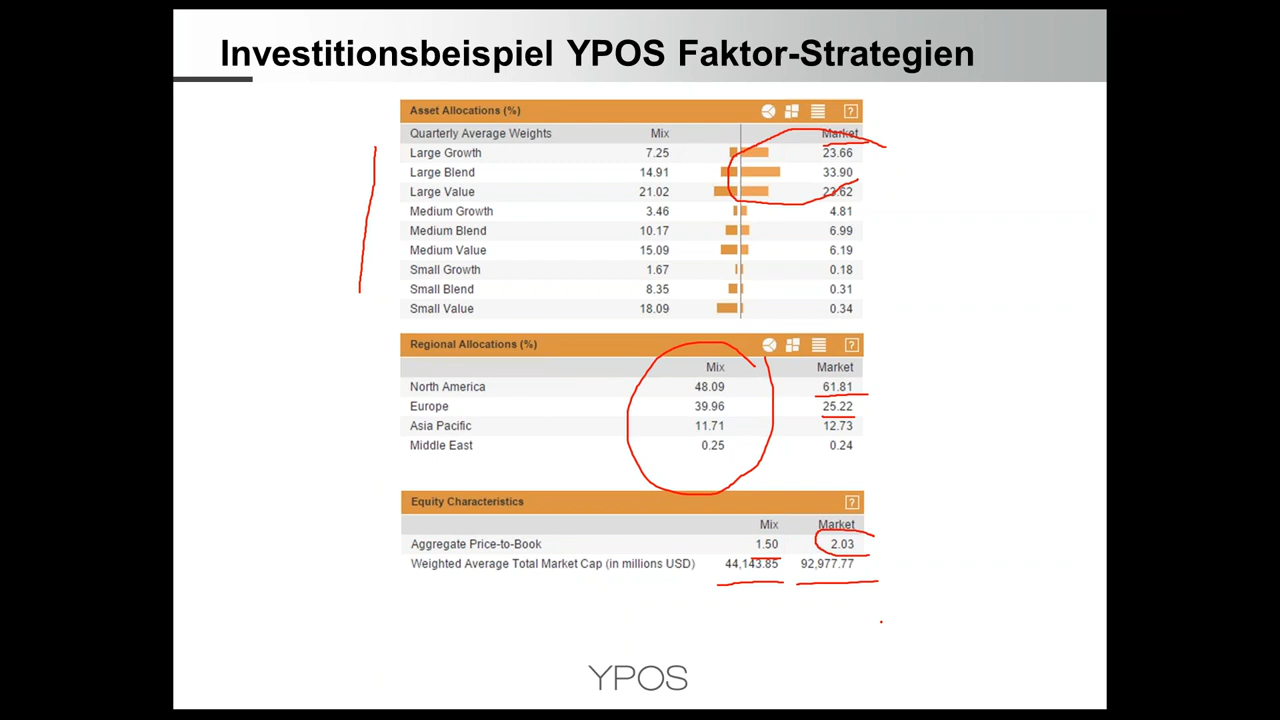 Investitionsbeispiel YPOS Faktor-Strategien
Asset Allocations (%) ?
Quarterly Average Weights Mix Market
Large Growth 7.25 23.66
Large Blend 14.91 33.90
Large Value 21.02 23.62
Medium Growth 3.46 4.81
Medium Blend 10.17 6.99
Medium Value 15.09 6.19
Small Growth 1.67 0.18
Small Blend 8.35 0.31
Small Value 18.09 0.34
Regional Allocations (%) ?
Mix Market
North America 48.09 61.81
Europe 39.96 25.22
Asia Pacific 11.71 12.73
Middle East 0.25 0.24
Equity Characteristics ?
Mix Market
Aggregate Price-to-Book 1.50 2.03
Weighted Average Total Market Cap (in millions USD) 44,143.85 92,977.77
YPOS